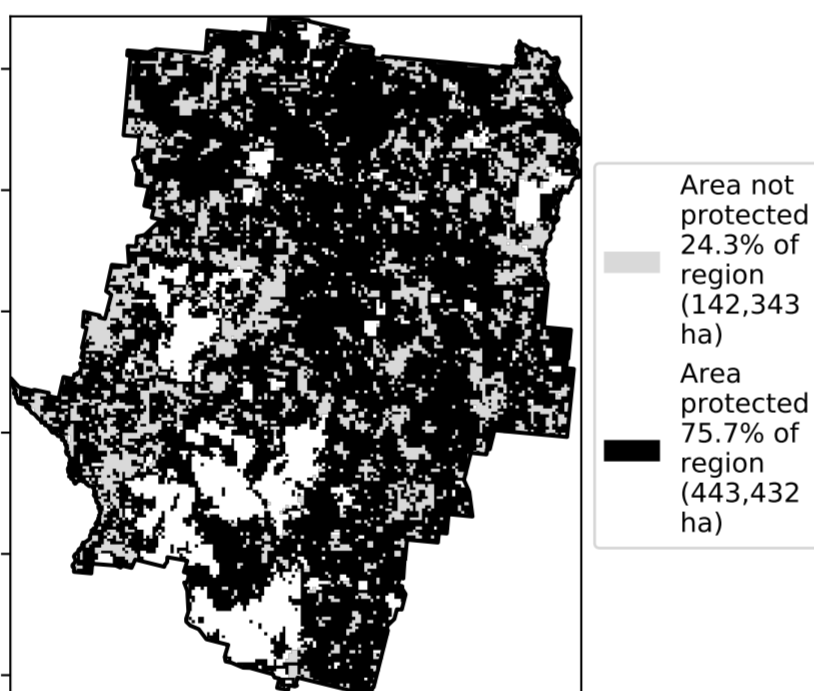 Area not
protected
24.3% of
region
(142,343
ha)
Area
protected
75.7% of
region
(443,432
ha)